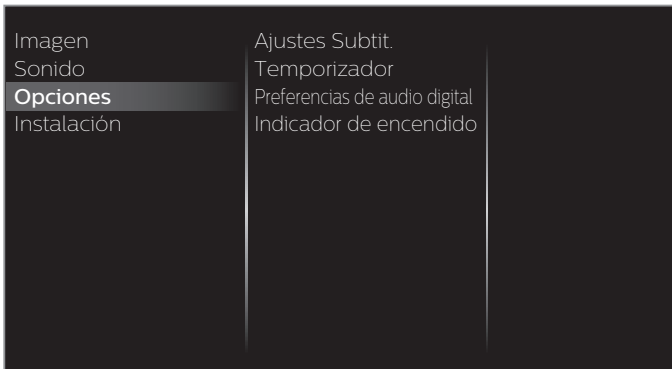 Imagen
Sonido
Opciones
Instalación
Ajustes Subtit.
Temporizador
Preferencias de audio digital
Indicador de encendido